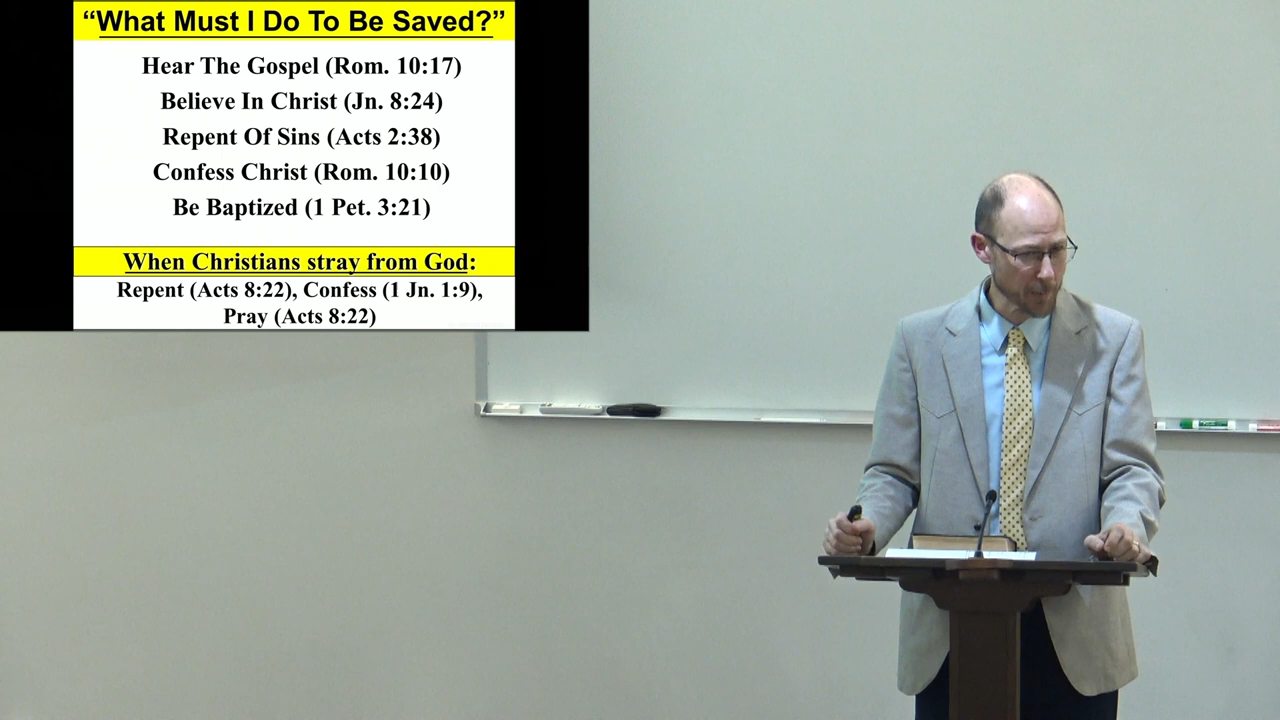 “What Must I Do To Be Saved?”
Hear The Gospel (Rom. 10:17)
Believe In Christ (Jn. 8:24)
Repent Of Sins (Acts 2:38)
Confess Christ (Rom. 10:10)
Be Baptized (1 Pet. 3:21)
When Christians stray from God:
Repent (Acts 8:22), Confess (1 Jn. 1:9),
Pray (Acts 8:22)